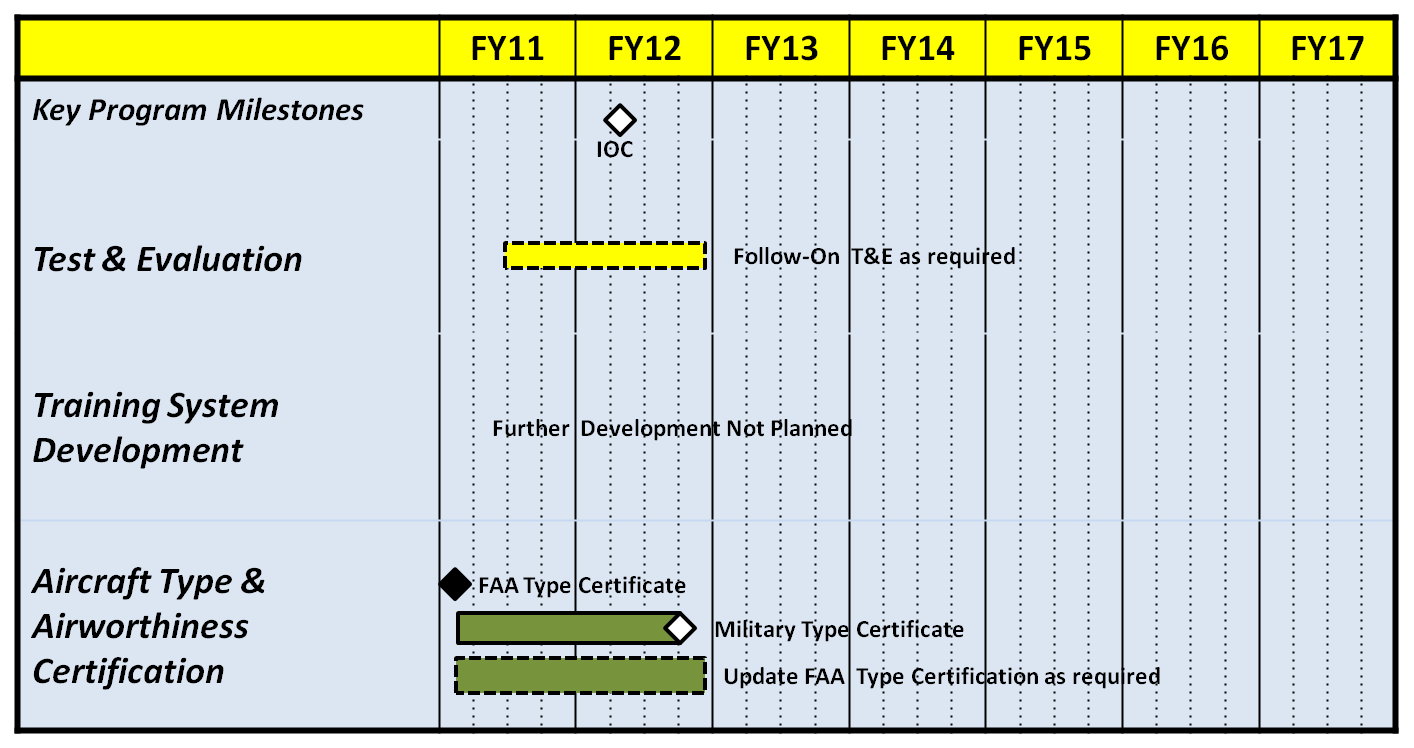 FY11 FY12 FY13 FY14 FY15 FY16 FY17
Key Program Milestones
IOC
Test & Evaluation
Follow-On T&E as required
Training System
Development
Further Development Not Planned
Aircraft Type &
Airworthiness
Certification
FAA Type Certificate
Military Type Certificate
Update FAA Type Certification as required